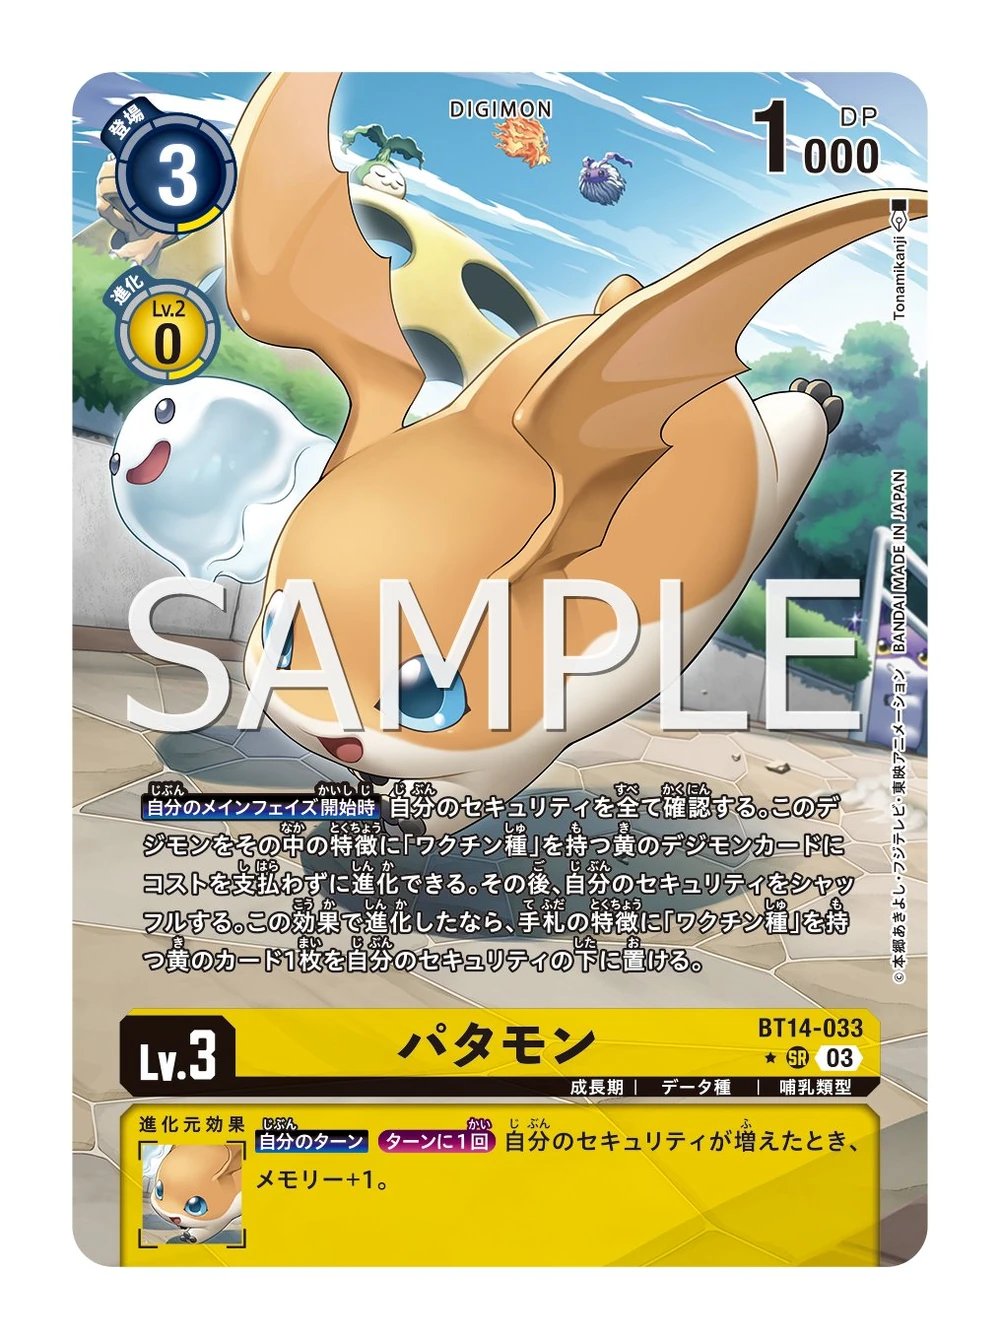 登場
3
DIGIMON
DP
1000
進化
Lv.2
0
Tonamikanji
SAMPLE
自分のメインフェイズ開始時 自分のセキュリティを全て確認する。このデ
ジモンをその中の特徴に「ワクチン種」を持つ黄のデジモンカードに
コストを支払わずに進化できる。その後、自分のセキュリティをシャッ
フルする。この効果で進化したなら、手札の特徴に「ワクチン種」を持
つ黄のカード1枚を自分のセキュリティの下に置ける。
©本郷あきよし・フジテレビ・東映アニメーション BANDAI MADE IN JAPAN
Lv.3
パタモン
BT14-033
★ SR 03
成長期 | データ種 | 哺乳類型
進化元効果
自分のターン ターンに1回 自分のセキュリティが増えたとき、
メモリー+1。